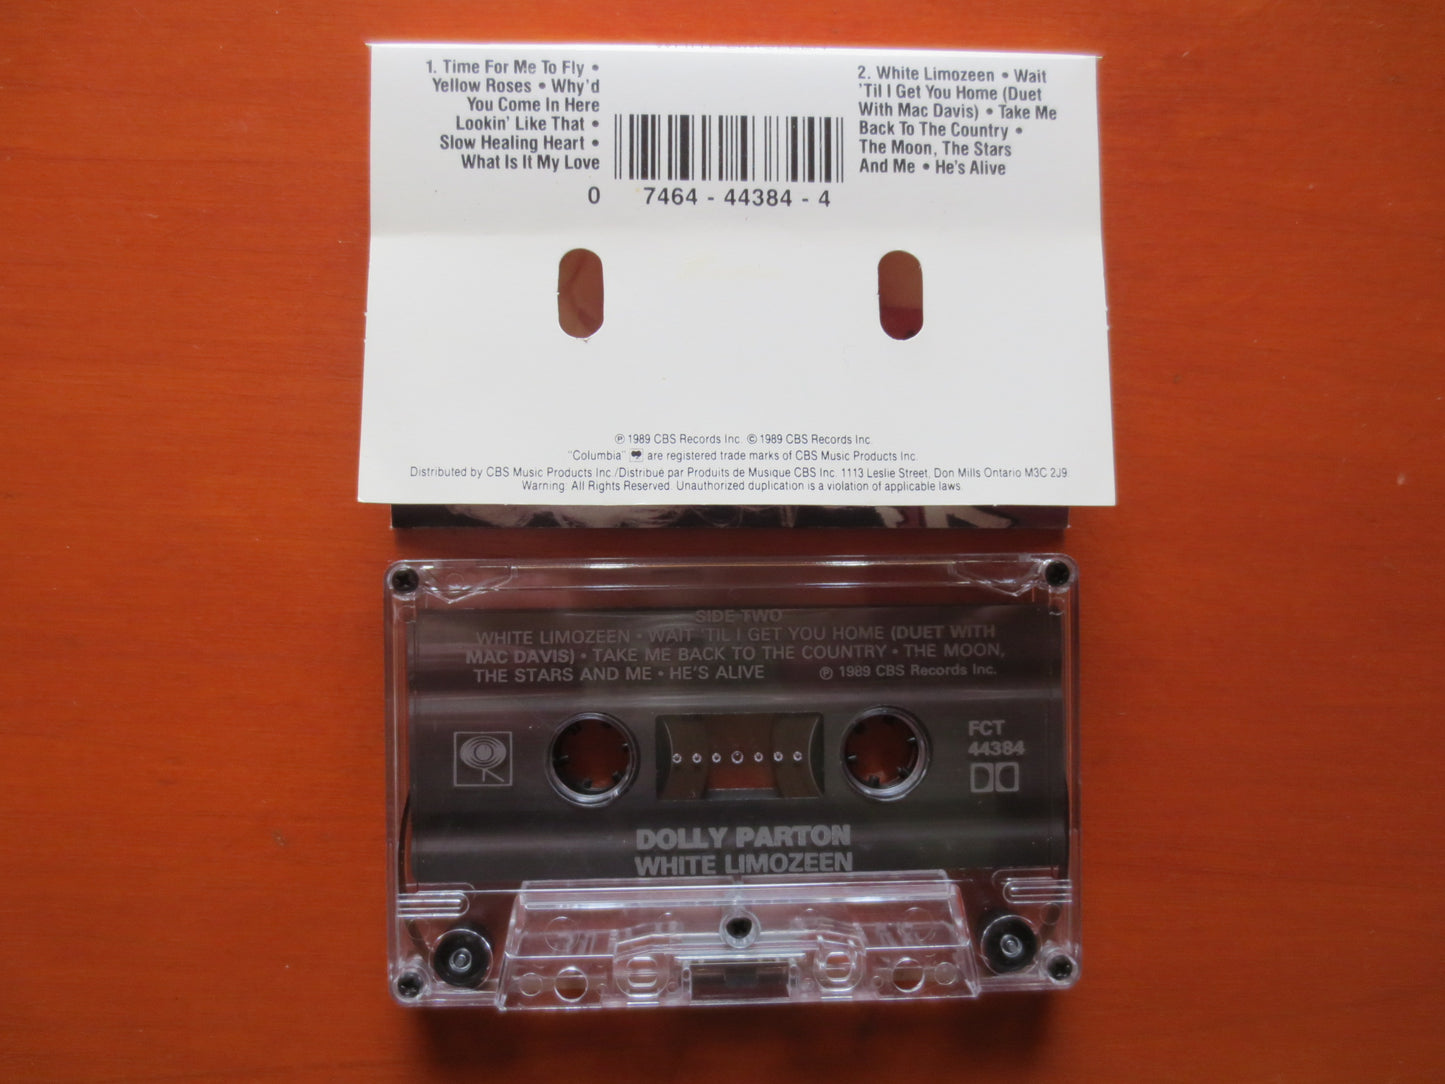 1. Time For Me To Fly •
Yellow Roses • Why'd
You Come In Here
Lookin' Like That •
Slow Healing Heart •
What Is It My Love
2. White Limozeen • Wait
'Til I Get You Home (Duet
With Mac Davis) • Take Me
Back To The Country •
The Moon, The Stars
And Me • He's Alive
0 7464 - 44384 - 4
℗ 1989 CBS Records Inc. © 1989 CBS Records Inc.
"Columbia" are registered trade marks of CBS Music Products Inc.
Distributed by CBS Music Products Inc./Distribue par Produits de Musique CBS Inc. 1113 Leslie Street, Don Mills Ontario M3C 2J9.
Warning: All Rights Reserved. Unauthorized duplication is a violation of applicable laws.
SIDE TWO
WHITE LIMOZEEN • WAIT 'TIL I GET YOU HOME (DUET WITH
MAC DAVIS) • TAKE ME BACK TO THE COUNTRY • THE MOON,
THE STARS AND ME • HE'S ALIVE ℗ 1989 CBS Records Inc.
FCT
44384
DOLLY PARTON
WHITE LIMOZEEN